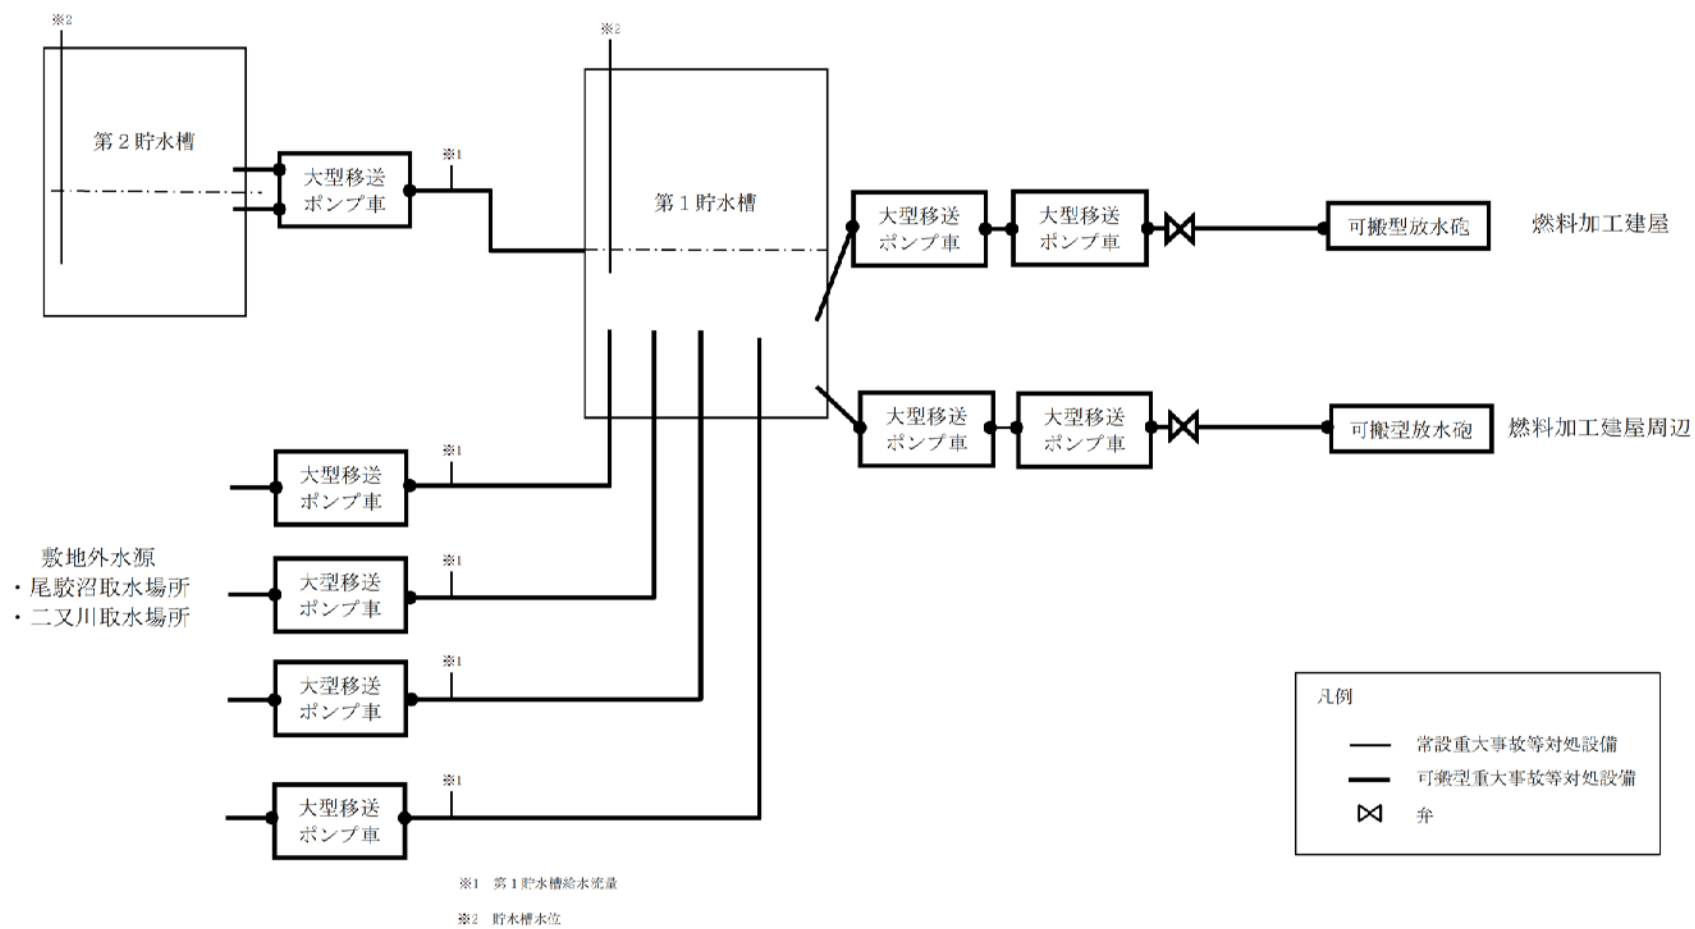 ※2
※2
第2貯水槽
※1
大型移送
ポンプ車
第1貯水槽
大型移送
ポンプ車
大型移送
ポンプ車
可搬型放水砲
燃料加工建屋
大型移送
ポンプ車
大型移送
ポンプ車
可搬型放水砲
燃料加工建屋周辺
※1
大型移送
ポンプ車
敷地外水源
・尾駮沼取水場所
・二又川取水場所
※1
大型移送
ポンプ車
※1
大型移送
ポンプ車
※1
大型移送
ポンプ車
凡例
常設重大事故等対処設備
可搬型重大事故等対処設備
弁
※1 第1貯水槽給水流量
※2 貯水槽水位